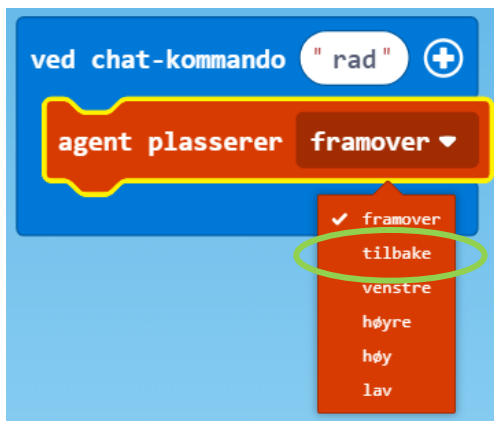 ved chat-kommando "rad"
agent plasserer framover
framover
tilbake
venstre
høyre
høy
lav